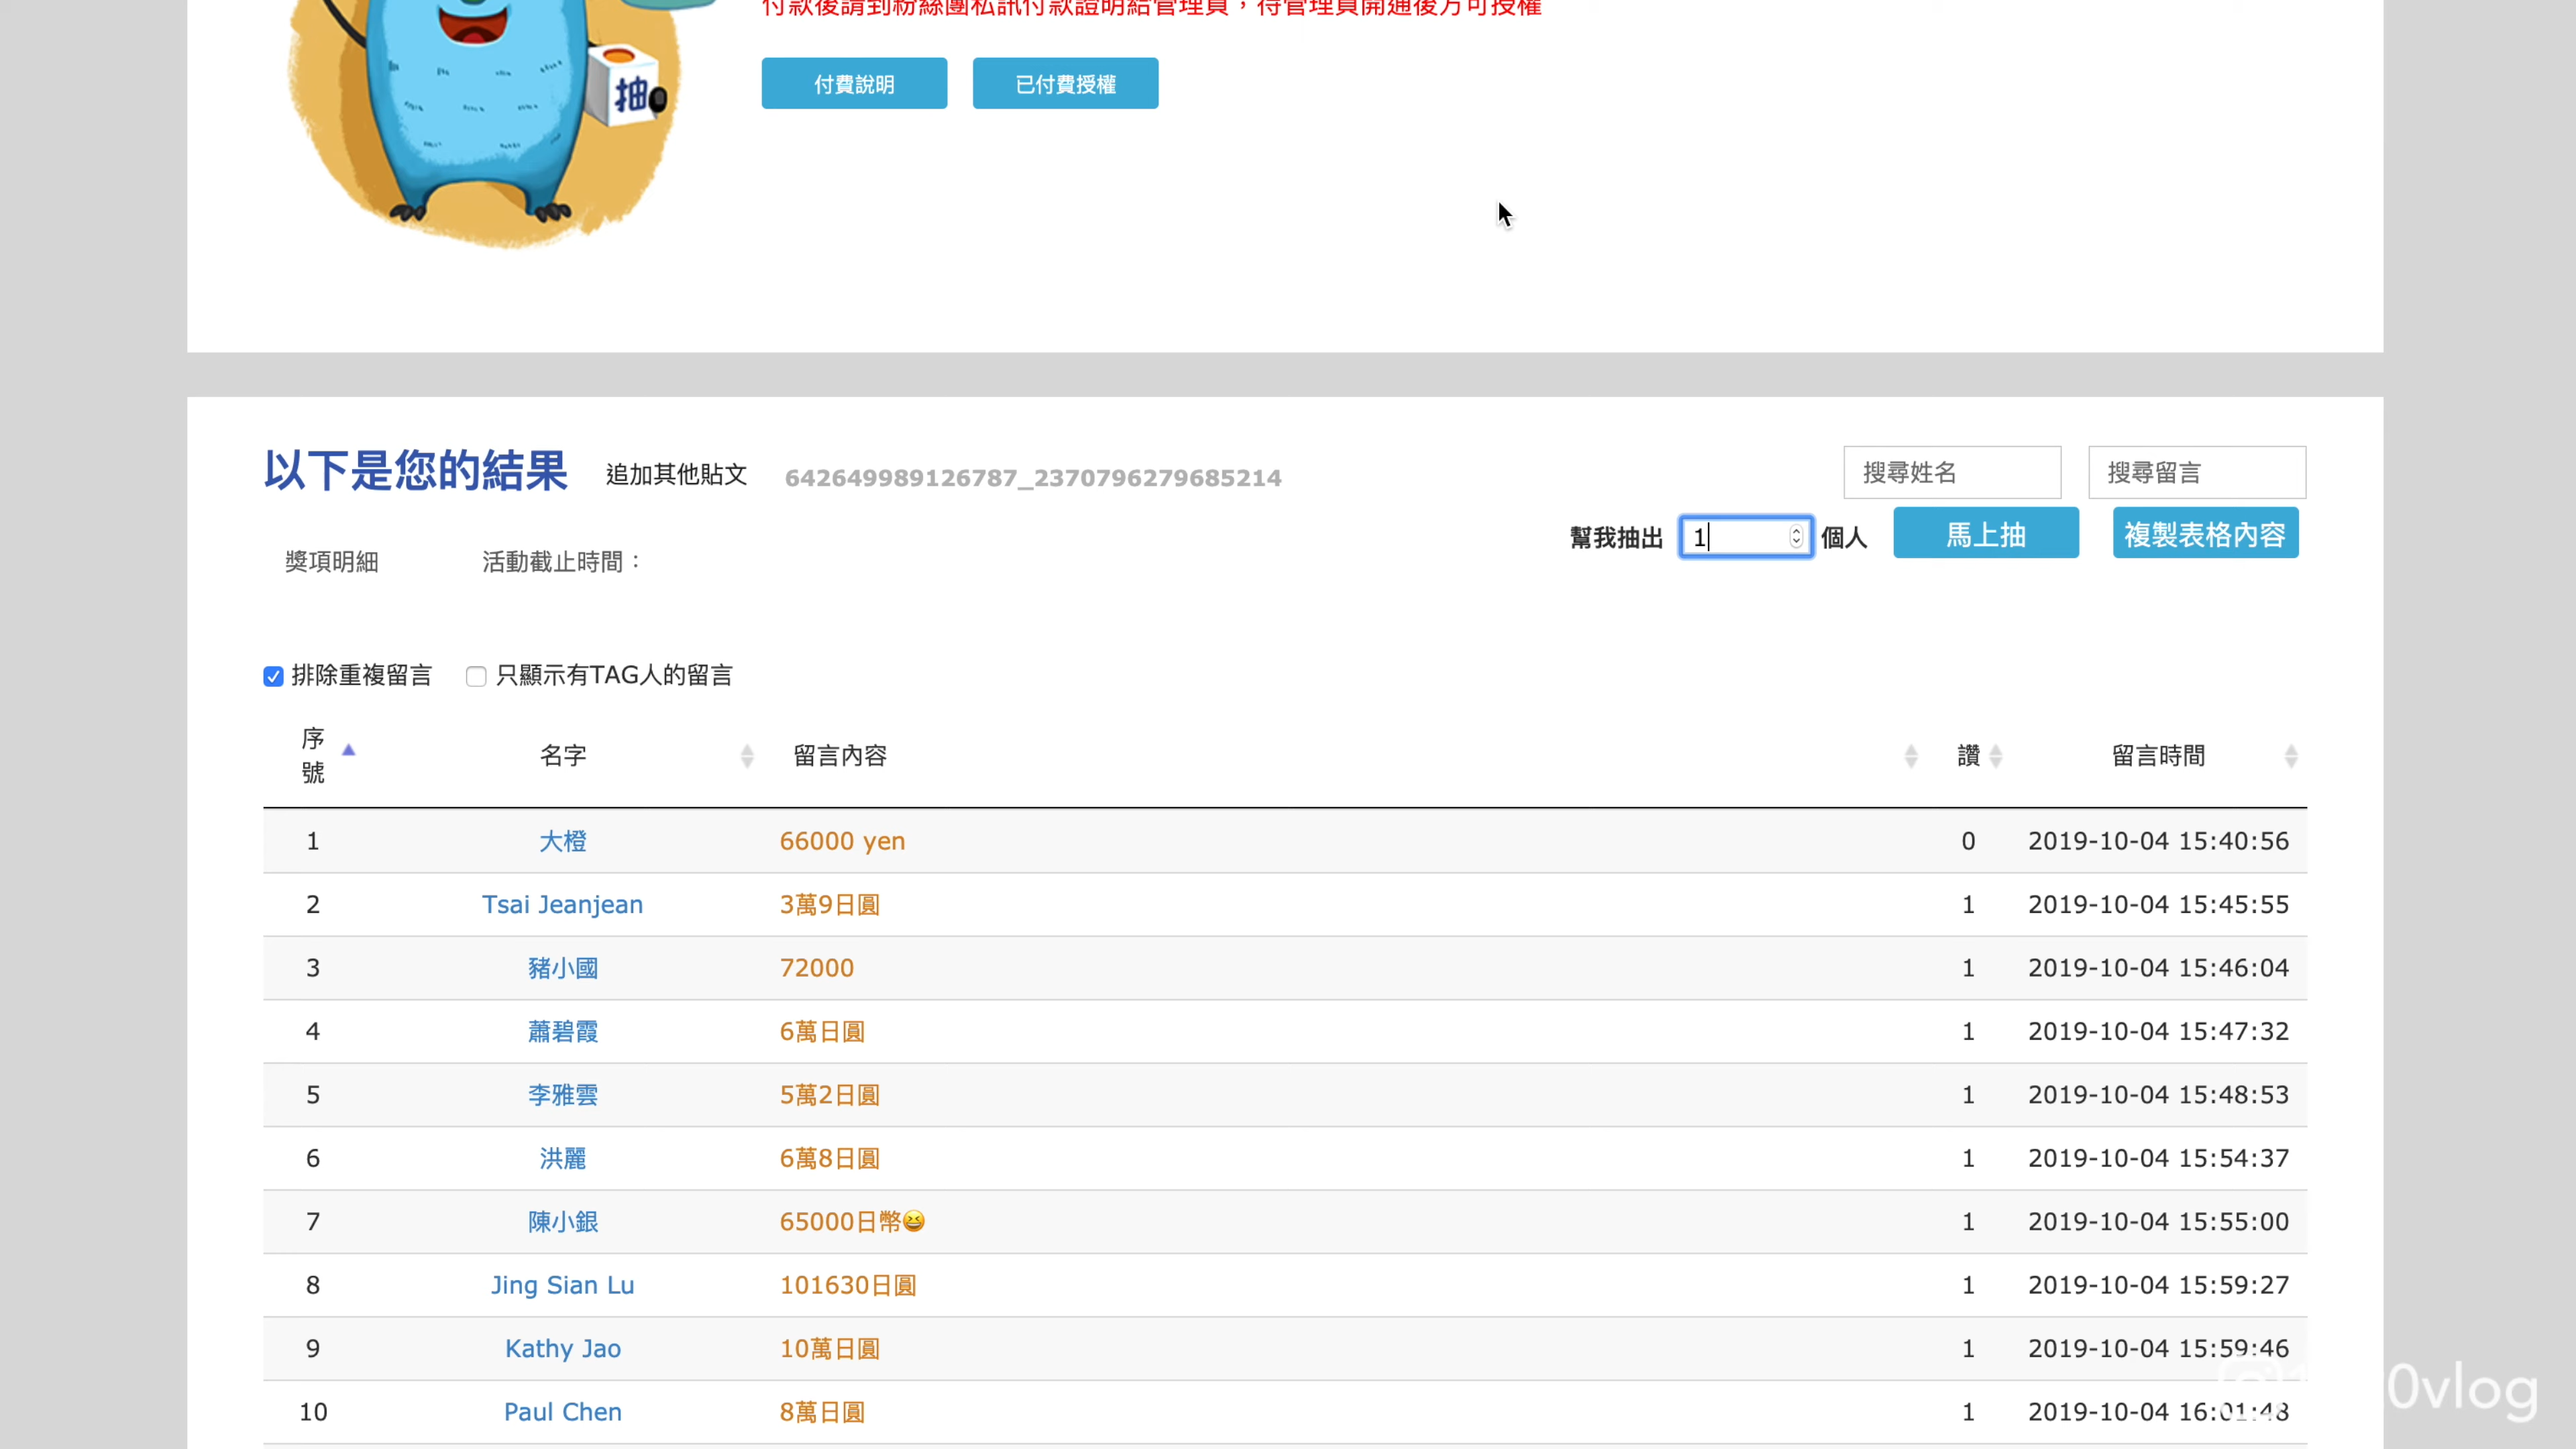 付款後請到粉絲團私訊付款證明給管理員，待管理員開通後方可授權
抽
付費說明 已付費授權
以下是您的結果 追加其他貼文 642649989126787_2370796279685214 搜尋姓名 搜尋留言
幫我抽出 1 個人 馬上抽 複製表格內容
獎項明細 活動截止時間：
排除重複留言 只顯示有TAG人的留言
序號 名字 留言內容 讚 留言時間
1 大橙 66000 yen 0 2019-10-04 15:40:56
2 Tsai Jeanjean 3萬9日圓 1 2019-10-04 15:45:55
3 豬小國 72000 1 2019-10-04 15:46:04
4 蕭碧霞 6萬日圓 1 2019-10-04 15:47:32
5 李雅雲 5萬2日圓 1 2019-10-04 15:48:53
6 洪麗 6萬8日圓 1 2019-10-04 15:54:37
7 陳小銀 65000日幣😆 1 2019-10-04 15:55:00
8 Jing Sian Lu 101630日圓 1 2019-10-04 15:59:27
9 Kathy Jao 10萬日圓 1 2019-10-04 15:59:46
10 Paul Chen 8萬日圓 1 2019-10-04 16:01:48